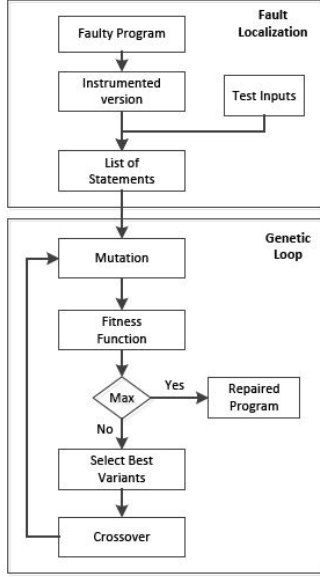 Fault
Localization
Faulty Program
Instrumented
version
Test Inputs
List of
Statements
Genetic
Loop
Mutation
Fitness
Function
Max
Yes
Repaired
Program
No
Select Best
Variants
Crossover